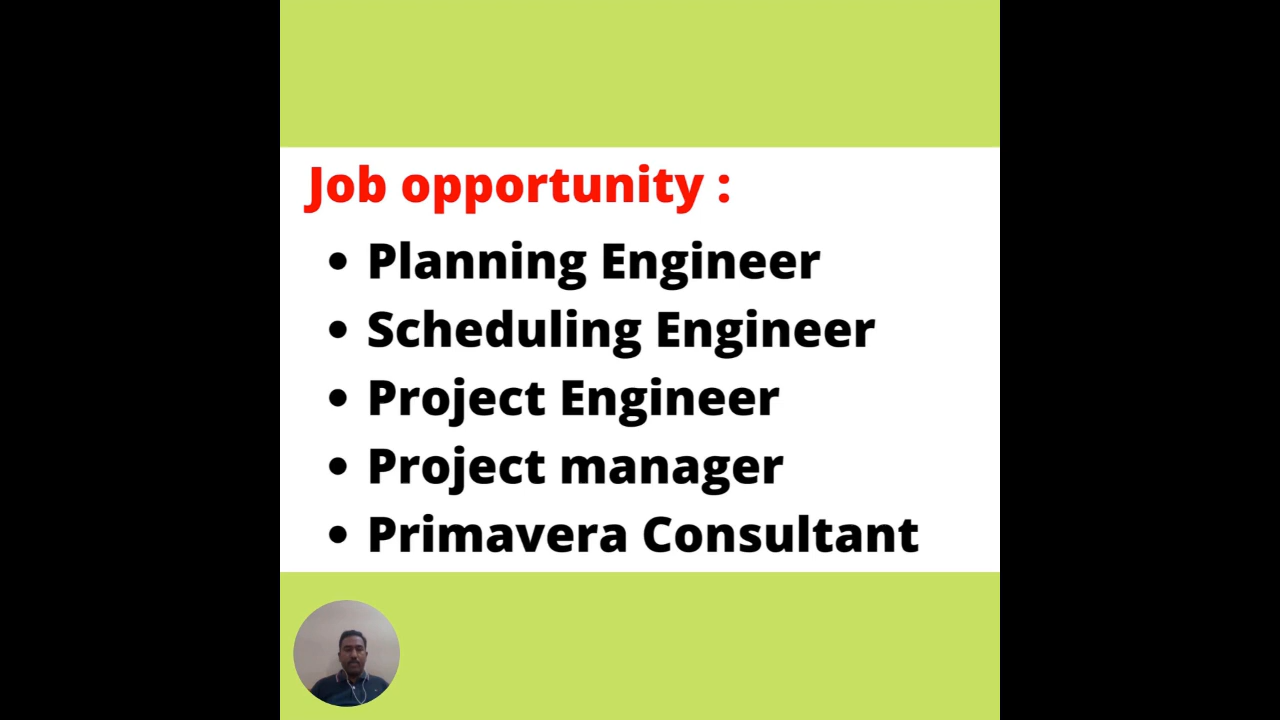 Job opportunity :
• Planning Engineer
• Scheduling Engineer
• Project Engineer
• Project manager
• Primavera Consultant